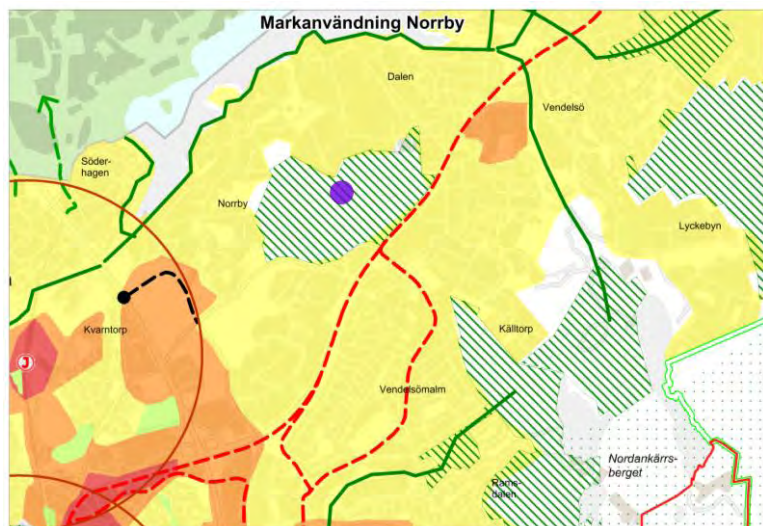 Markanvändning Norrby
Dalen
Vendelsö
Söder-
hagen
Norrby
Lyckebyn
Kvarntorp
Källtorp
J
Vendelsömalm
Nordankärrs-
berget
Rams-
dalen